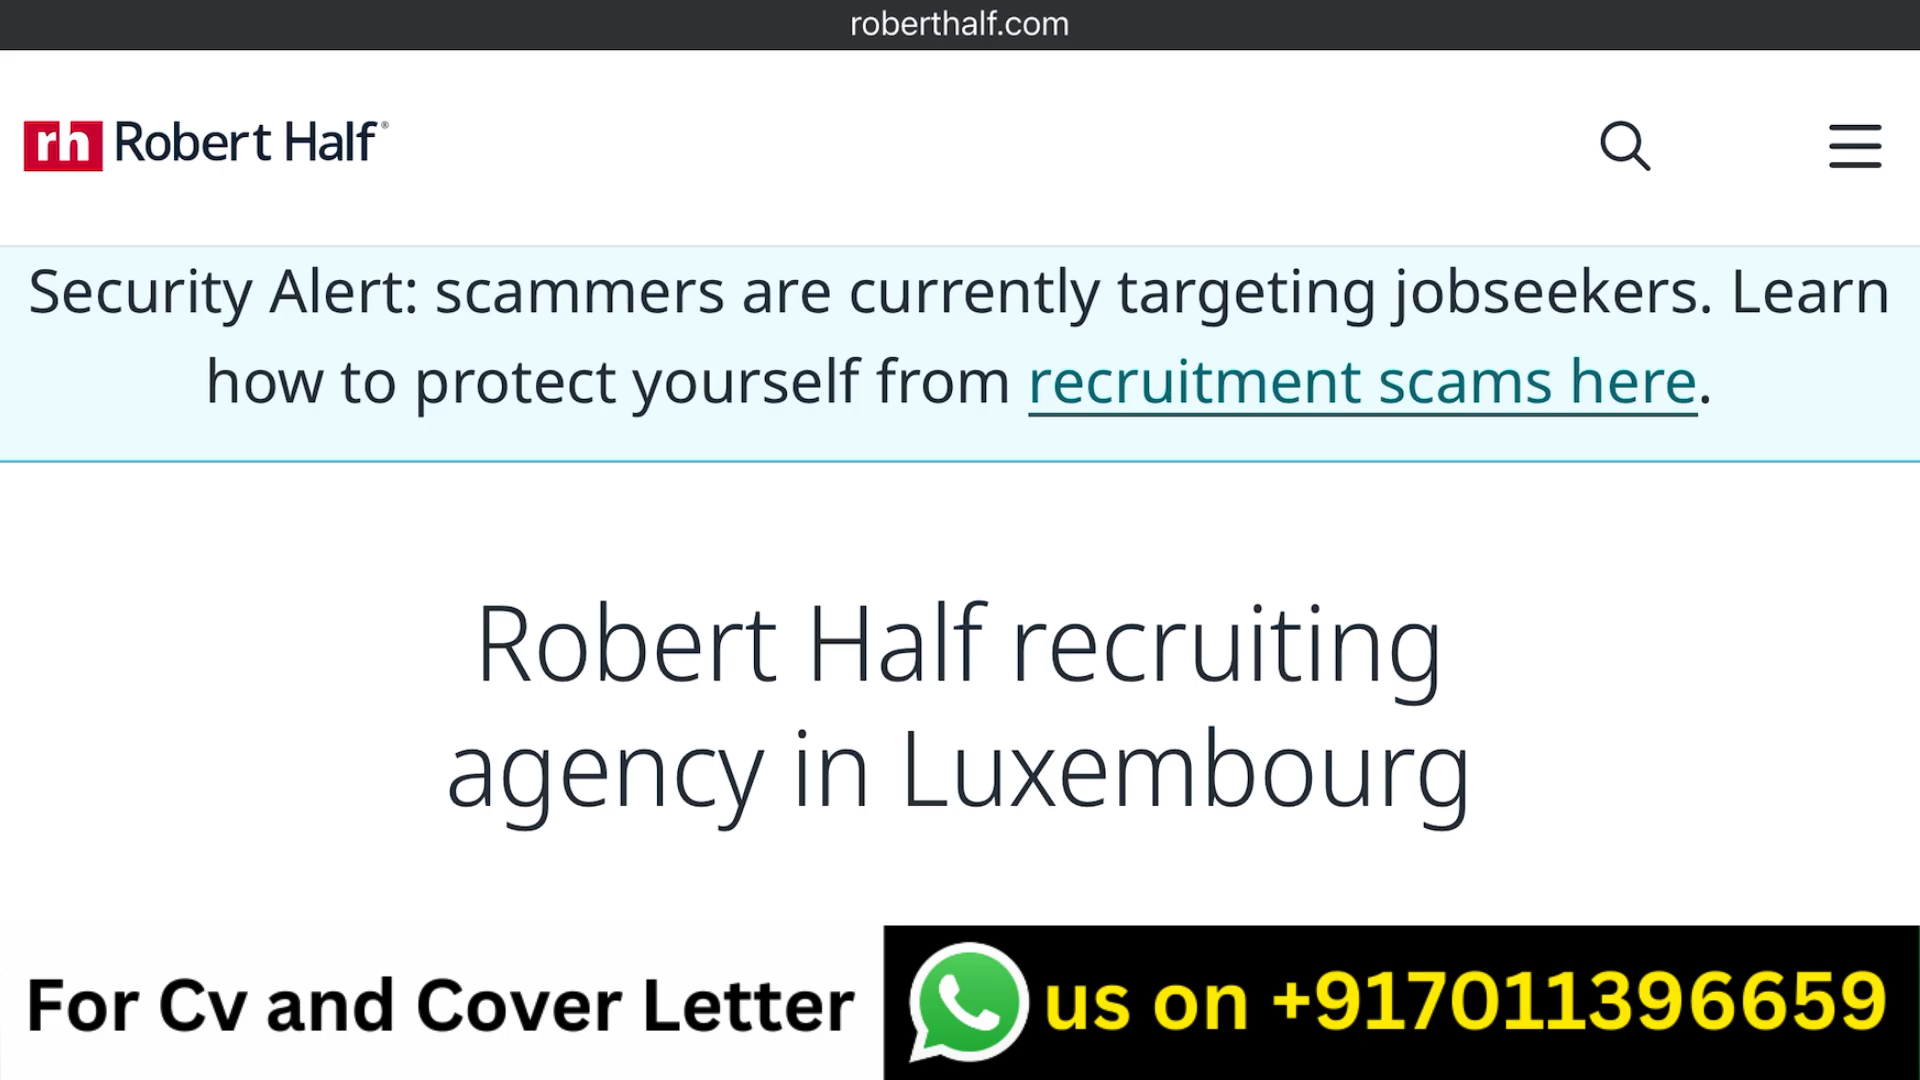 roberthalf.com
rh Robert Half®
Security Alert: scammers are currently targeting jobseekers. Learn
how to protect yourself from recruitment scams here.
Robert Half recruiting
agency in Luxembourg
For Cv and Cover Letter us on +917011396659